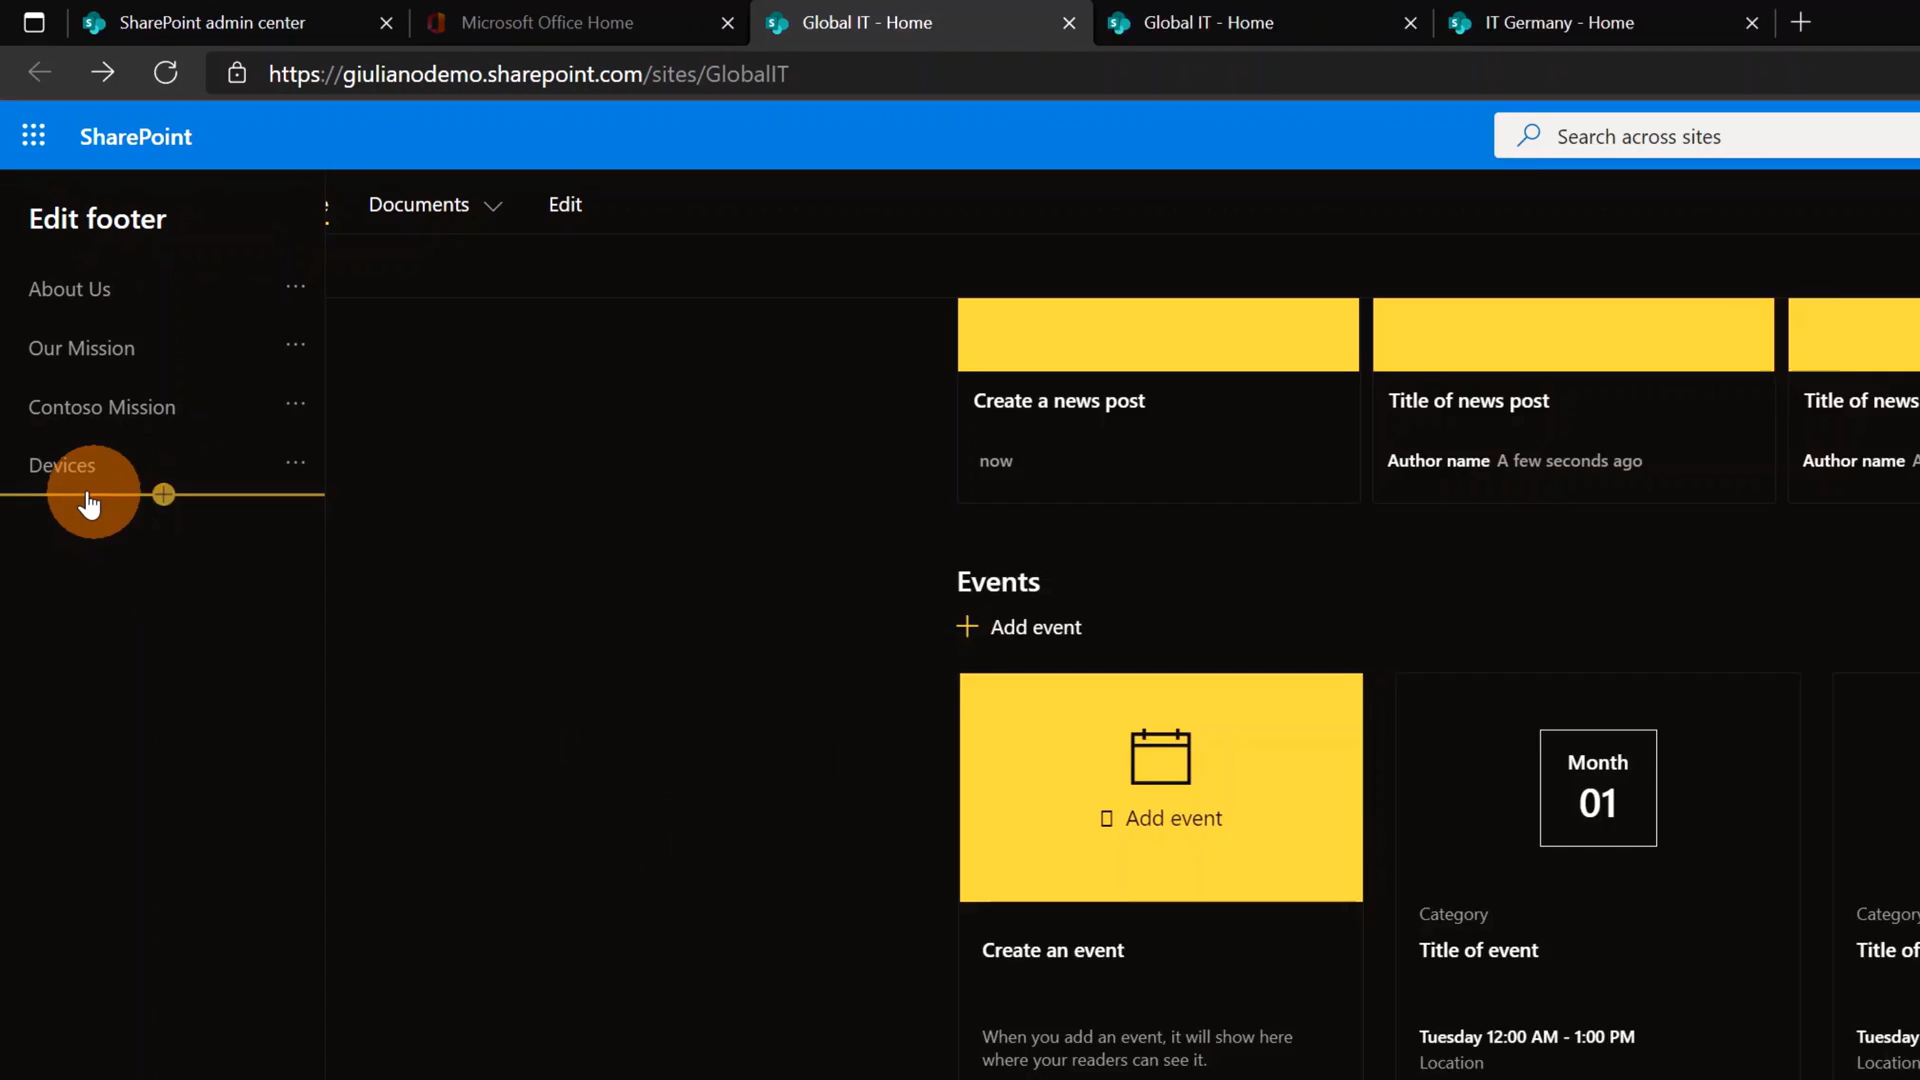 SharePoint admin center
Microsoft Office Home
Global IT - Home
Global IT - Home
IT Germany - Home
https://giulianodemo.sharepoint.com/sites/GlobalIT
SharePoint
Search across sites
Edit footer
Documents
Edit
About Us
Our Mission
Contoso Mission
Devices
Create a news post
Title of news post
Title of news
now
Author name A few seconds ago
Author name A
Events
Add event
Add event
Month
01
Category
Category
Create an event
Title of event
Title of
When you add an event, it will show here
where your readers can see it.
Tuesday 12:00 AM - 1:00 PM
Location
Tuesday
Location